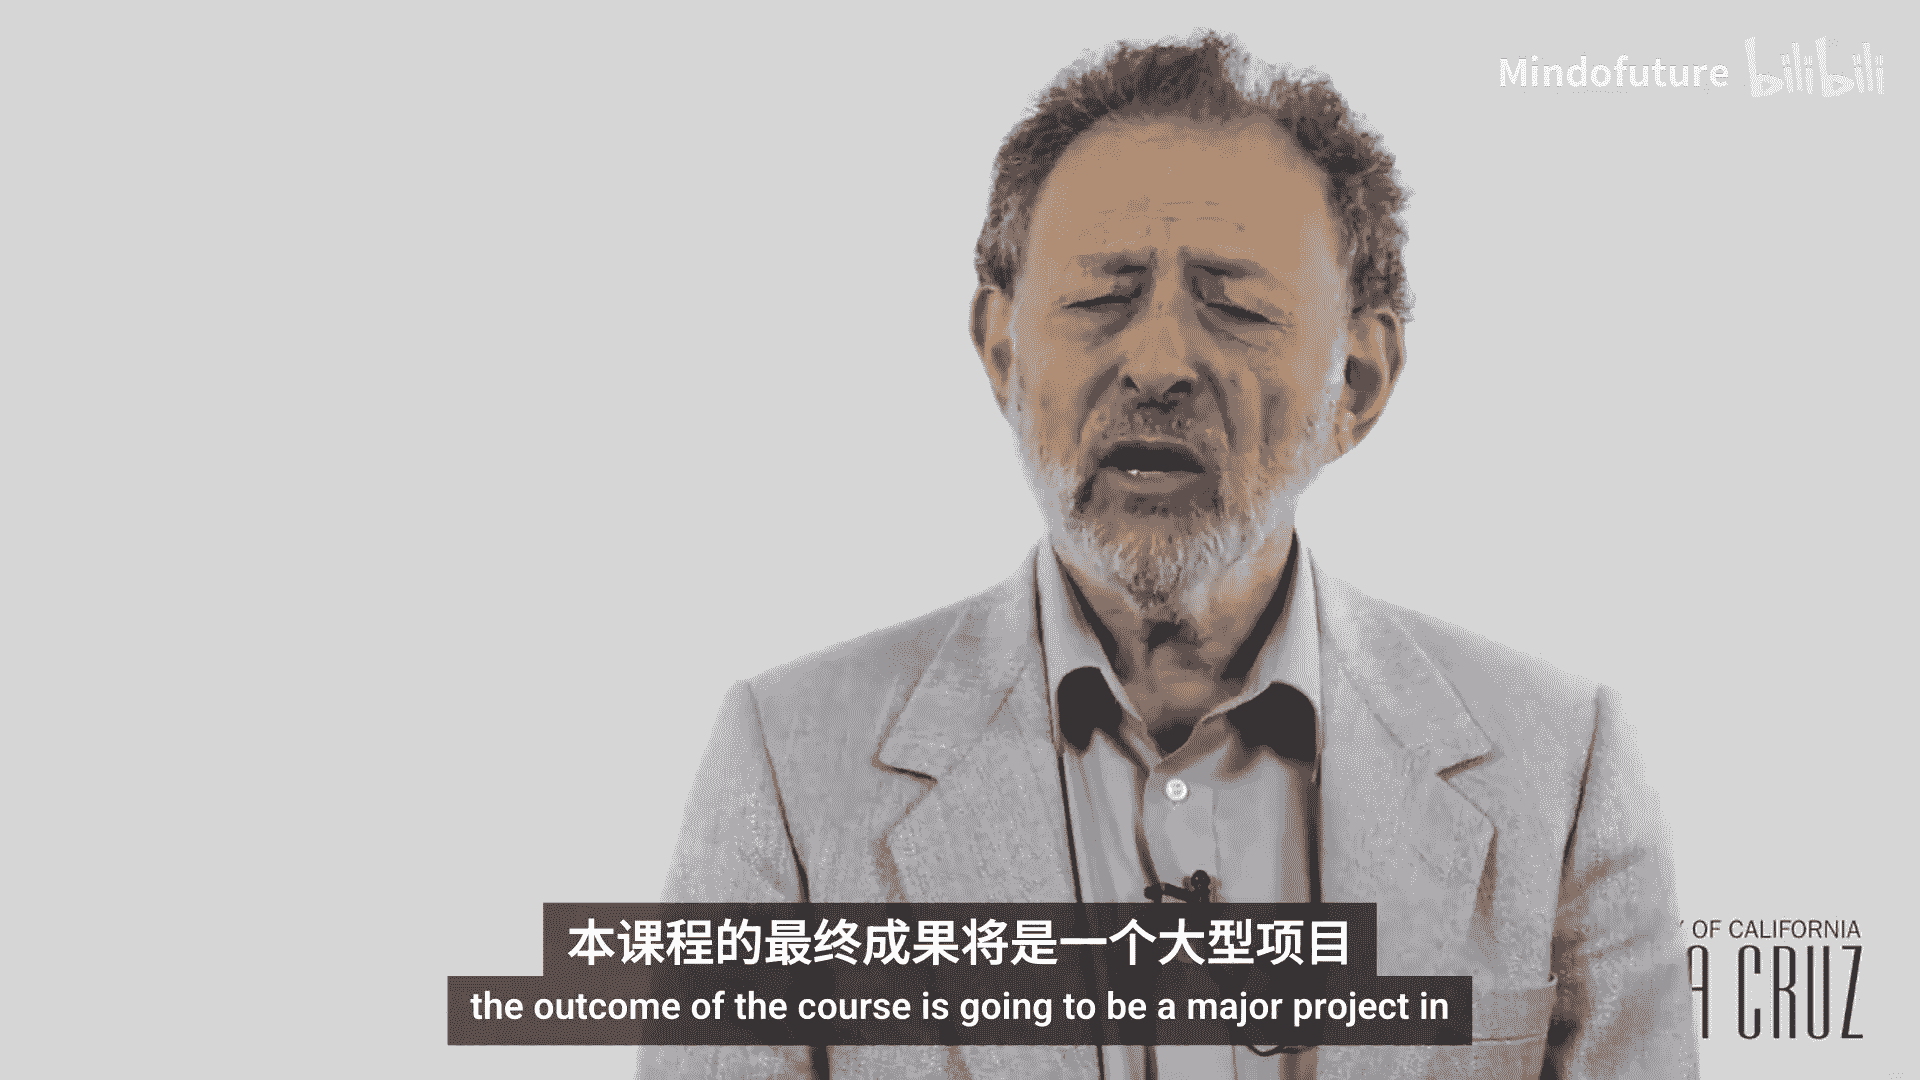 Mindofuture bilibili
本课程的最终成果将是一个大型项目
the outcome of the course is going to be a major project in
OF CALIFORNIA
A CRUZ